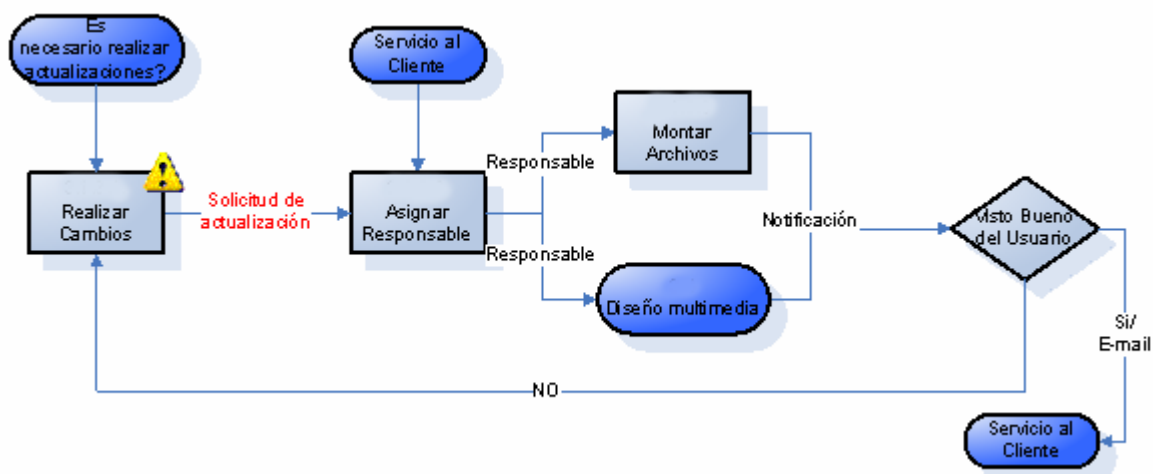 Es
necesario realizar
actualizaciones?
Servicio al
Cliente
Realizar
Cambios
Solicitud de
actualización
Asignar
Responsable
Responsable
Responsable
Montar
Archivos
Diseño multimedia
Notificación
Visto Bueno
del Usuario
Si/
E-mail
NO
Servicio al
Cliente